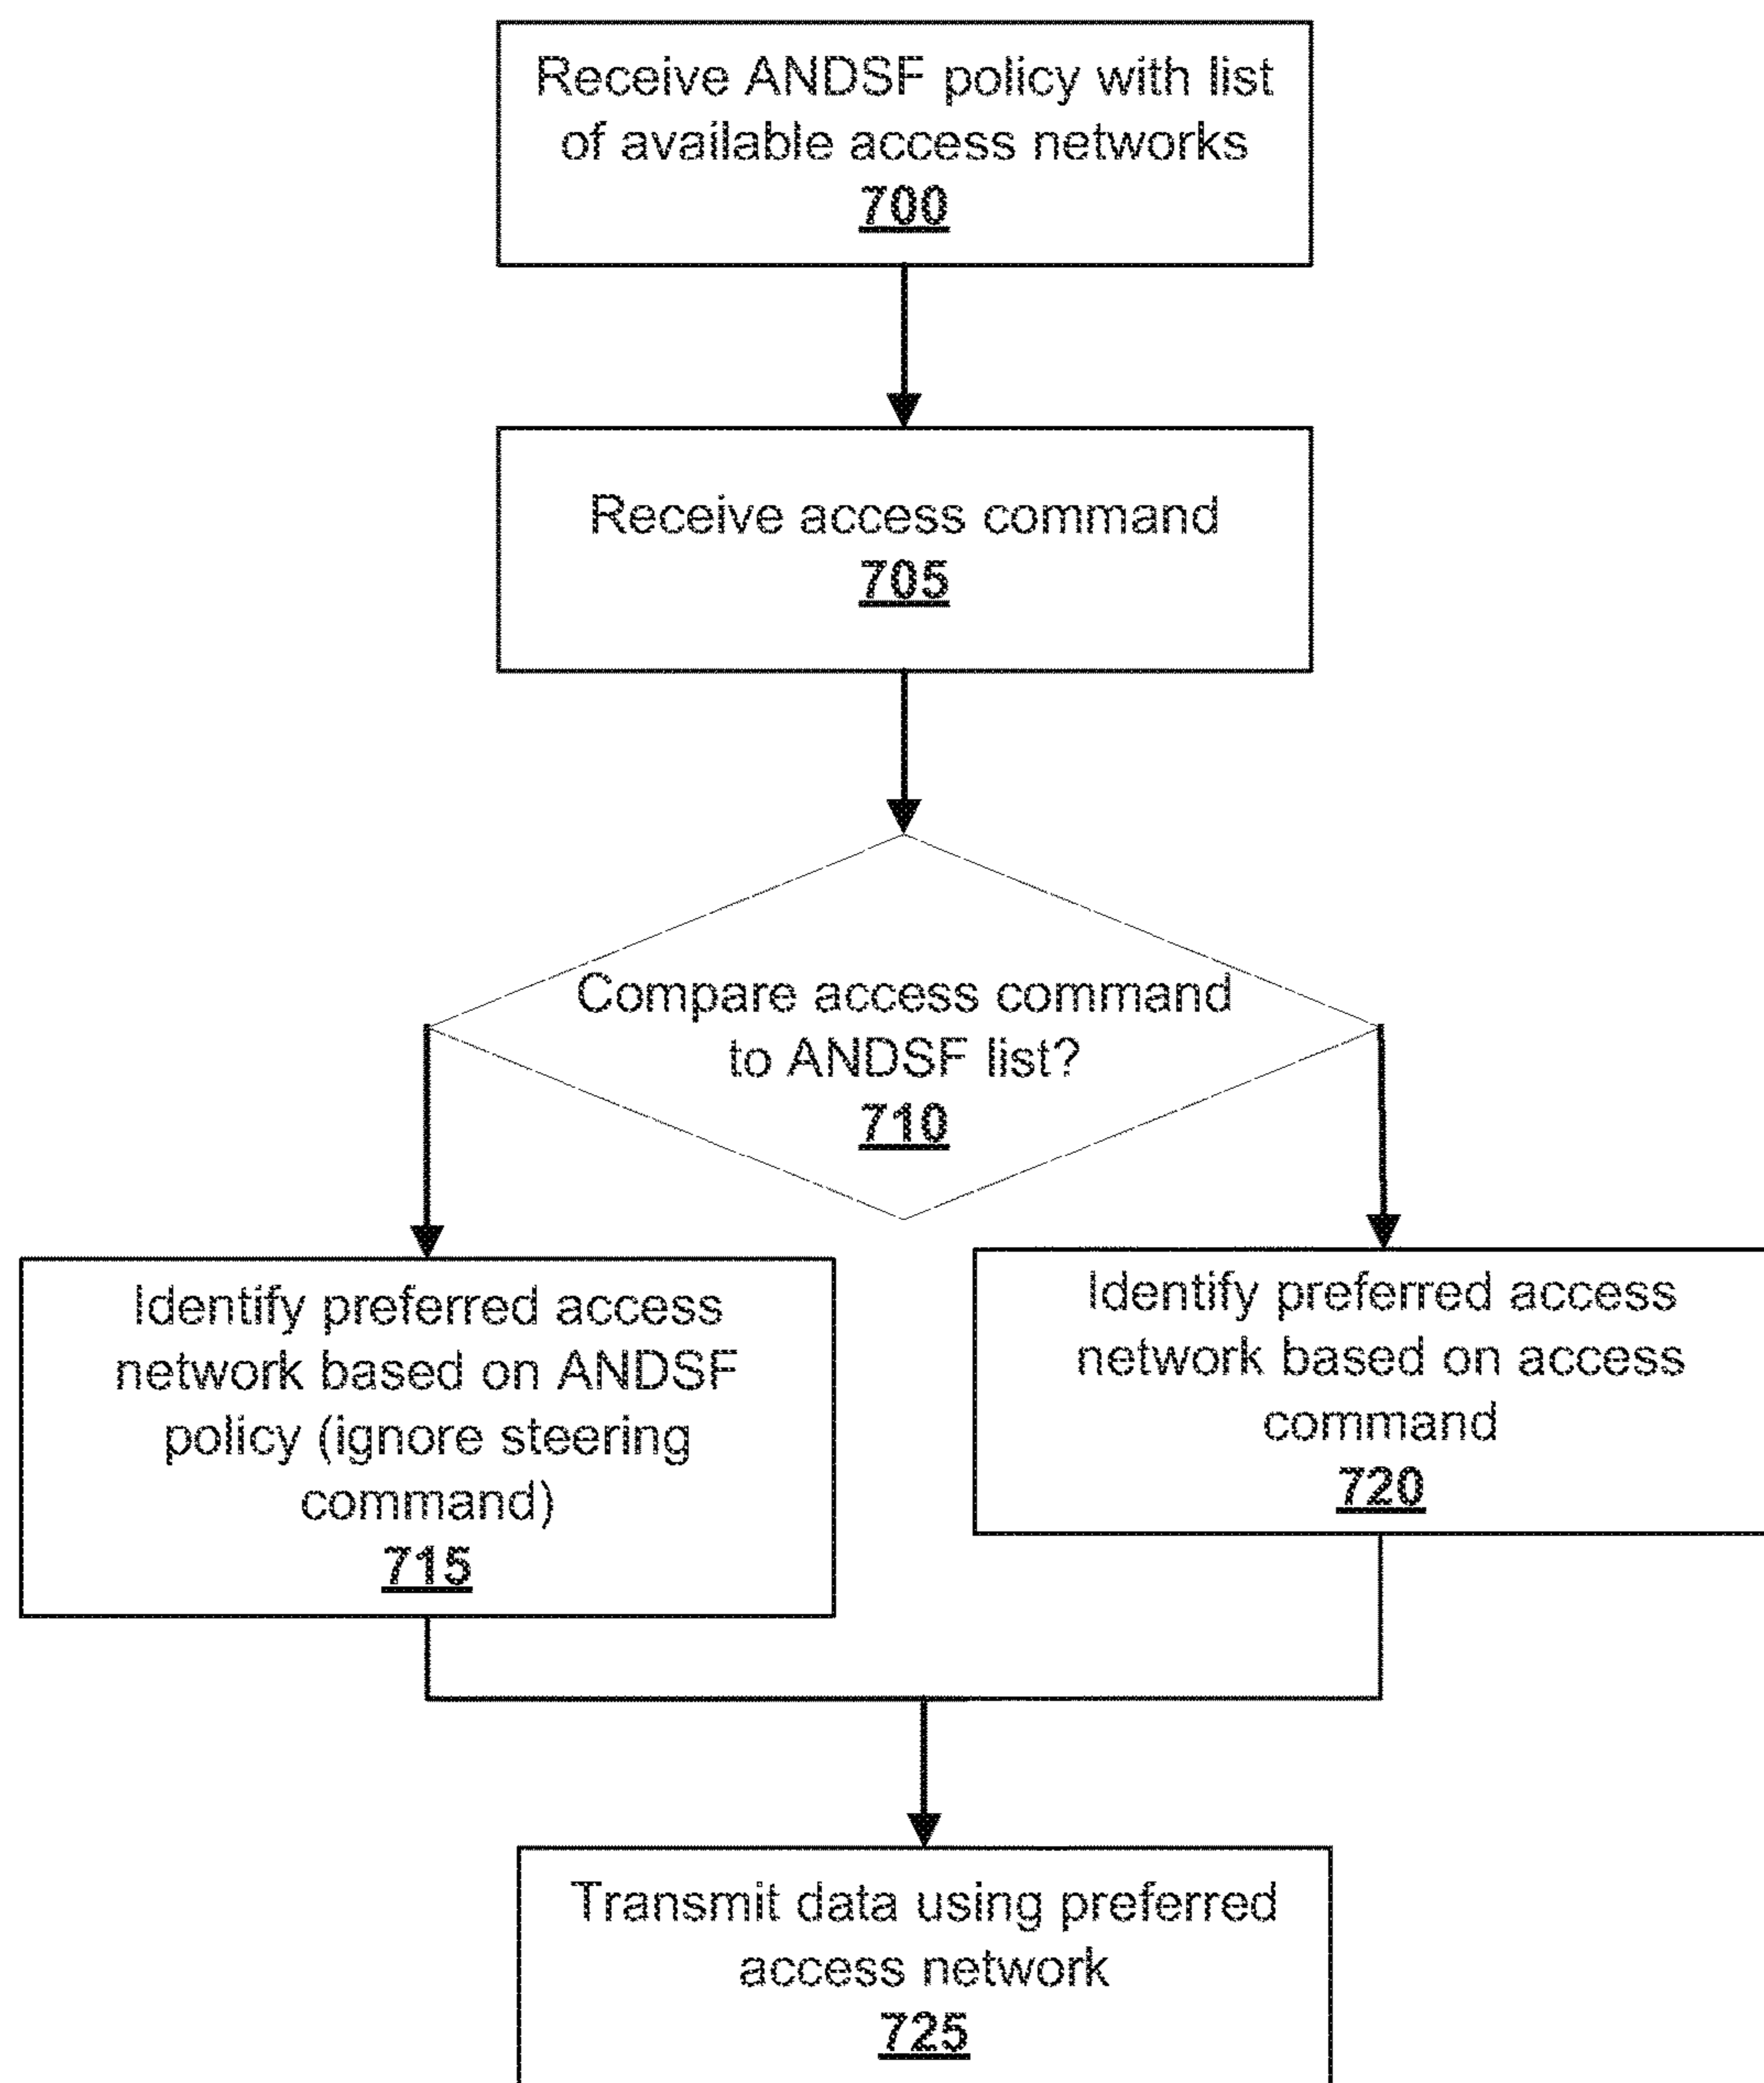 Receive ANDSF policy with list
of available access networks
700
Receive access command
705
Compare access command
to ANDSF list?
710
Identify preferred access
network based on ANDSF
policy (ignore steering
command)
715
Identify preferred access
network based on access
command
720
Transmit data using preferred
access network
725